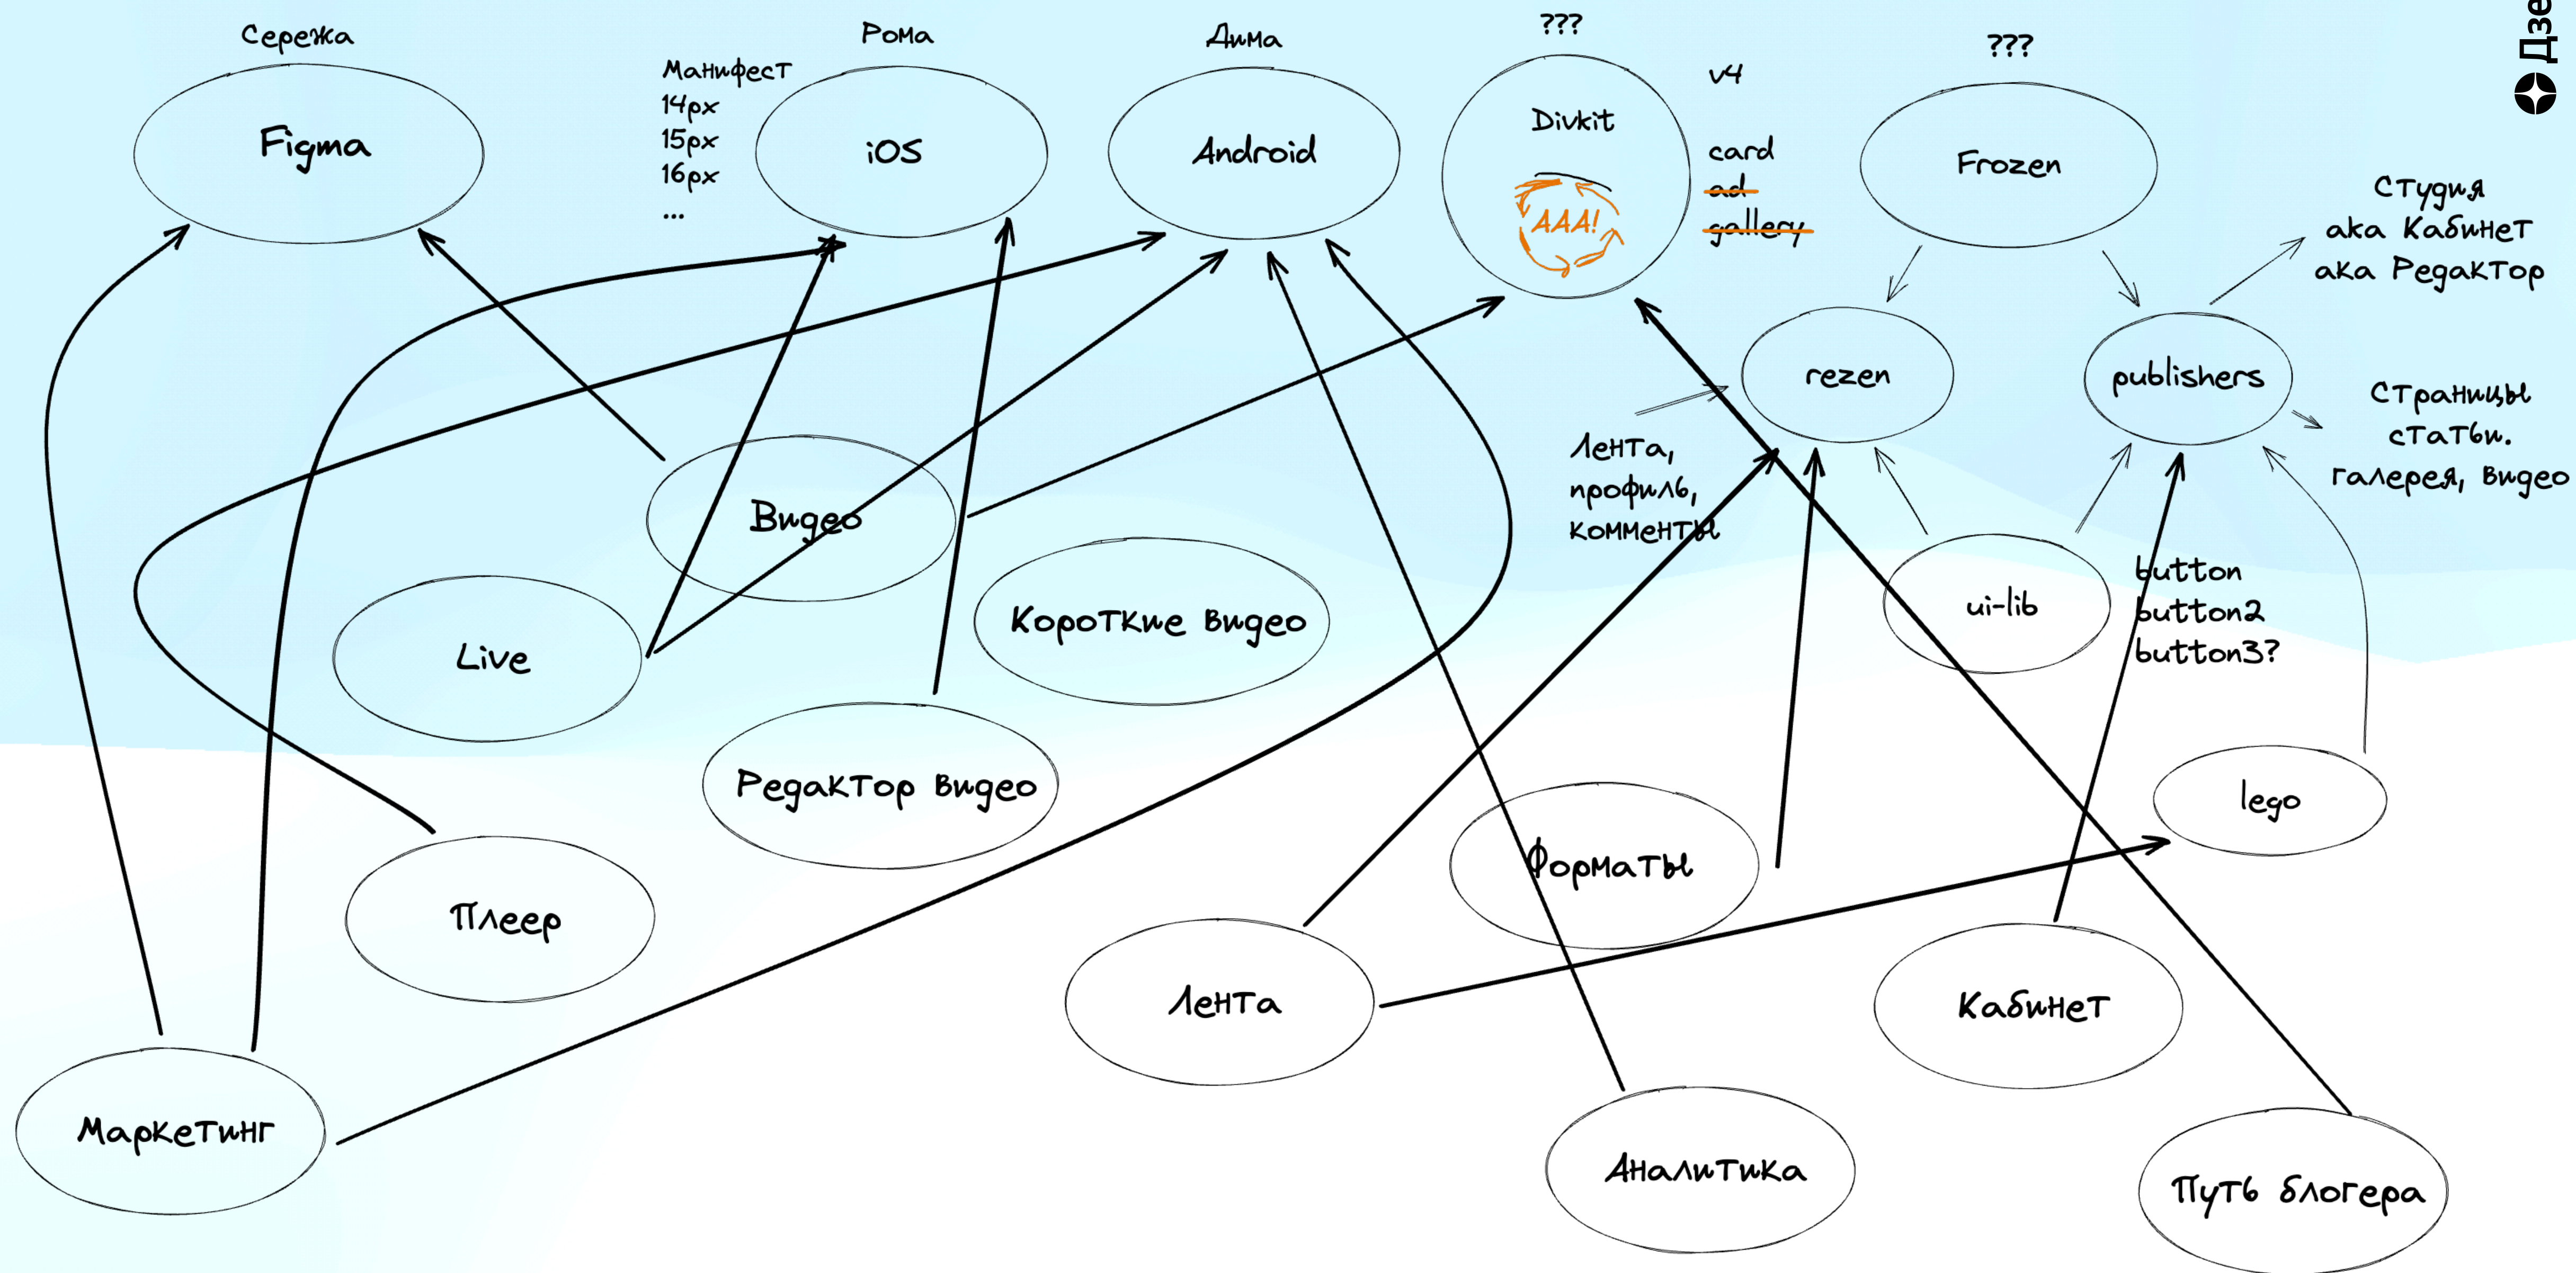 Сережа
Figma
Манифест
14px
15px
16px
...
Рома
iOS
Дима
Android
???
Divkit
AAA!
v4
card
ad
gallery
???
Frozen
Студия
aka Кабинет
aka Редактор
rezen
publishers
Лента,
профиль,
комменты
Страницы
статьи.
галерея, видео
ui-lib
button
button2
button3?
lego
Видео
Live
Короткие видео
Редактор видео
Плеер
Форматы
Лента
Кабинет
Маркетинг
Аналитика
Путь блогера